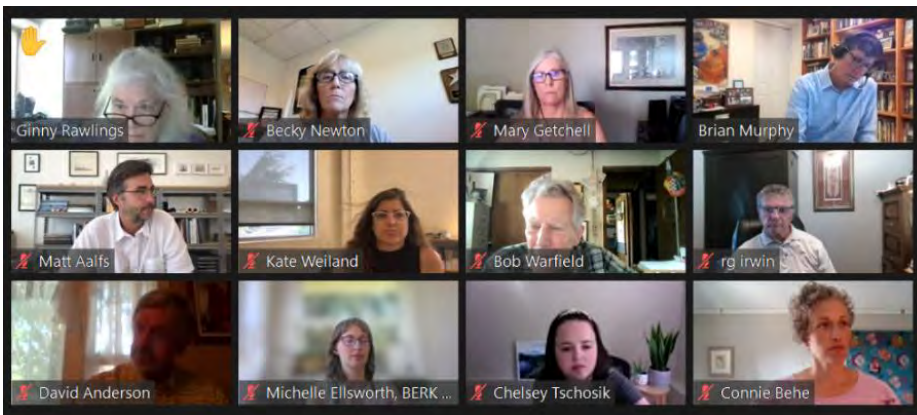 Ginny Rawlings
Becky Newton
Mary Getchell
Brian Murphy
Matt Aalfs
Kate Weiland
Bob Warfield
rg irwin
David Anderson
Michelle Ellsworth, BERK ...
Chelsey Tschosik
Connie Behe